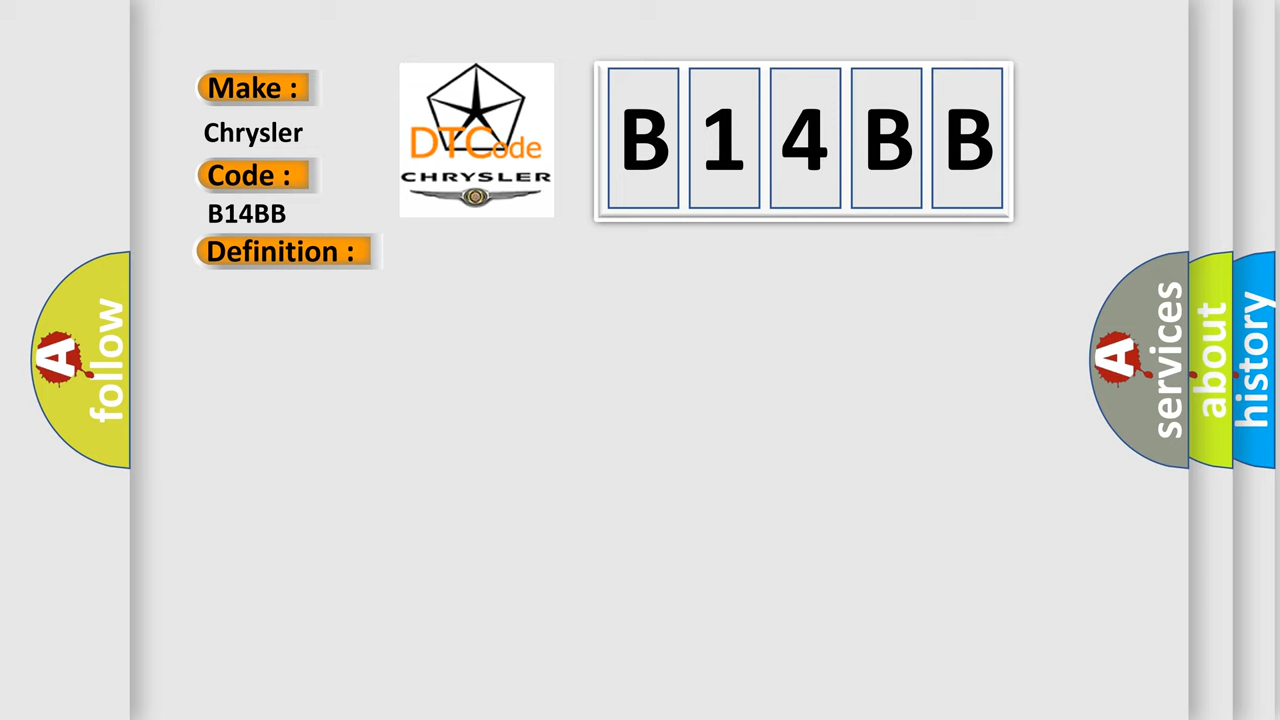 Make :
Chrysler
Code :
B14BB
Definition :
DTCode
CHRYSLER
B 1 4 B B
A follow
A services
about
history